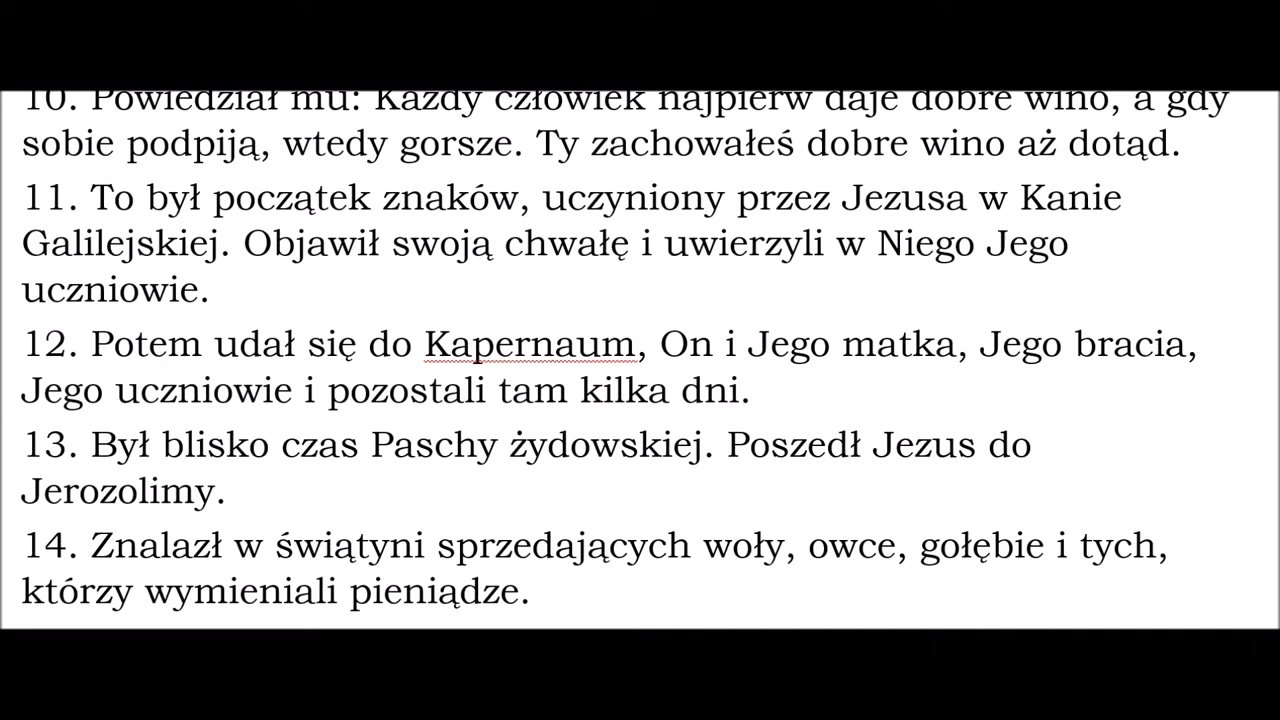 10. Powiedział mu: Każdy człowiek najpierw daje dobre wino, a gdy
sobie podpiją, wtedy gorsze. Ty zachowałeś dobre wino aż dotąd.
11. To był początek znaków, uczyniony przez Jezusa w Kanie
Galilejskiej. Objawił swoją chwałę i uwierzyli w Niego Jego
uczniowie.
12. Potem udał się do Kapernaum, On i Jego matka, Jego bracia,
Jego uczniowie i pozostali tam kilka dni.
13. Był blisko czas Paschy żydowskiej. Poszedł Jezus do
Jerozolimy.
14. Znalazł w świątyni sprzedających woły, owce, gołębie i tych,
którzy wymieniali pieniądze.